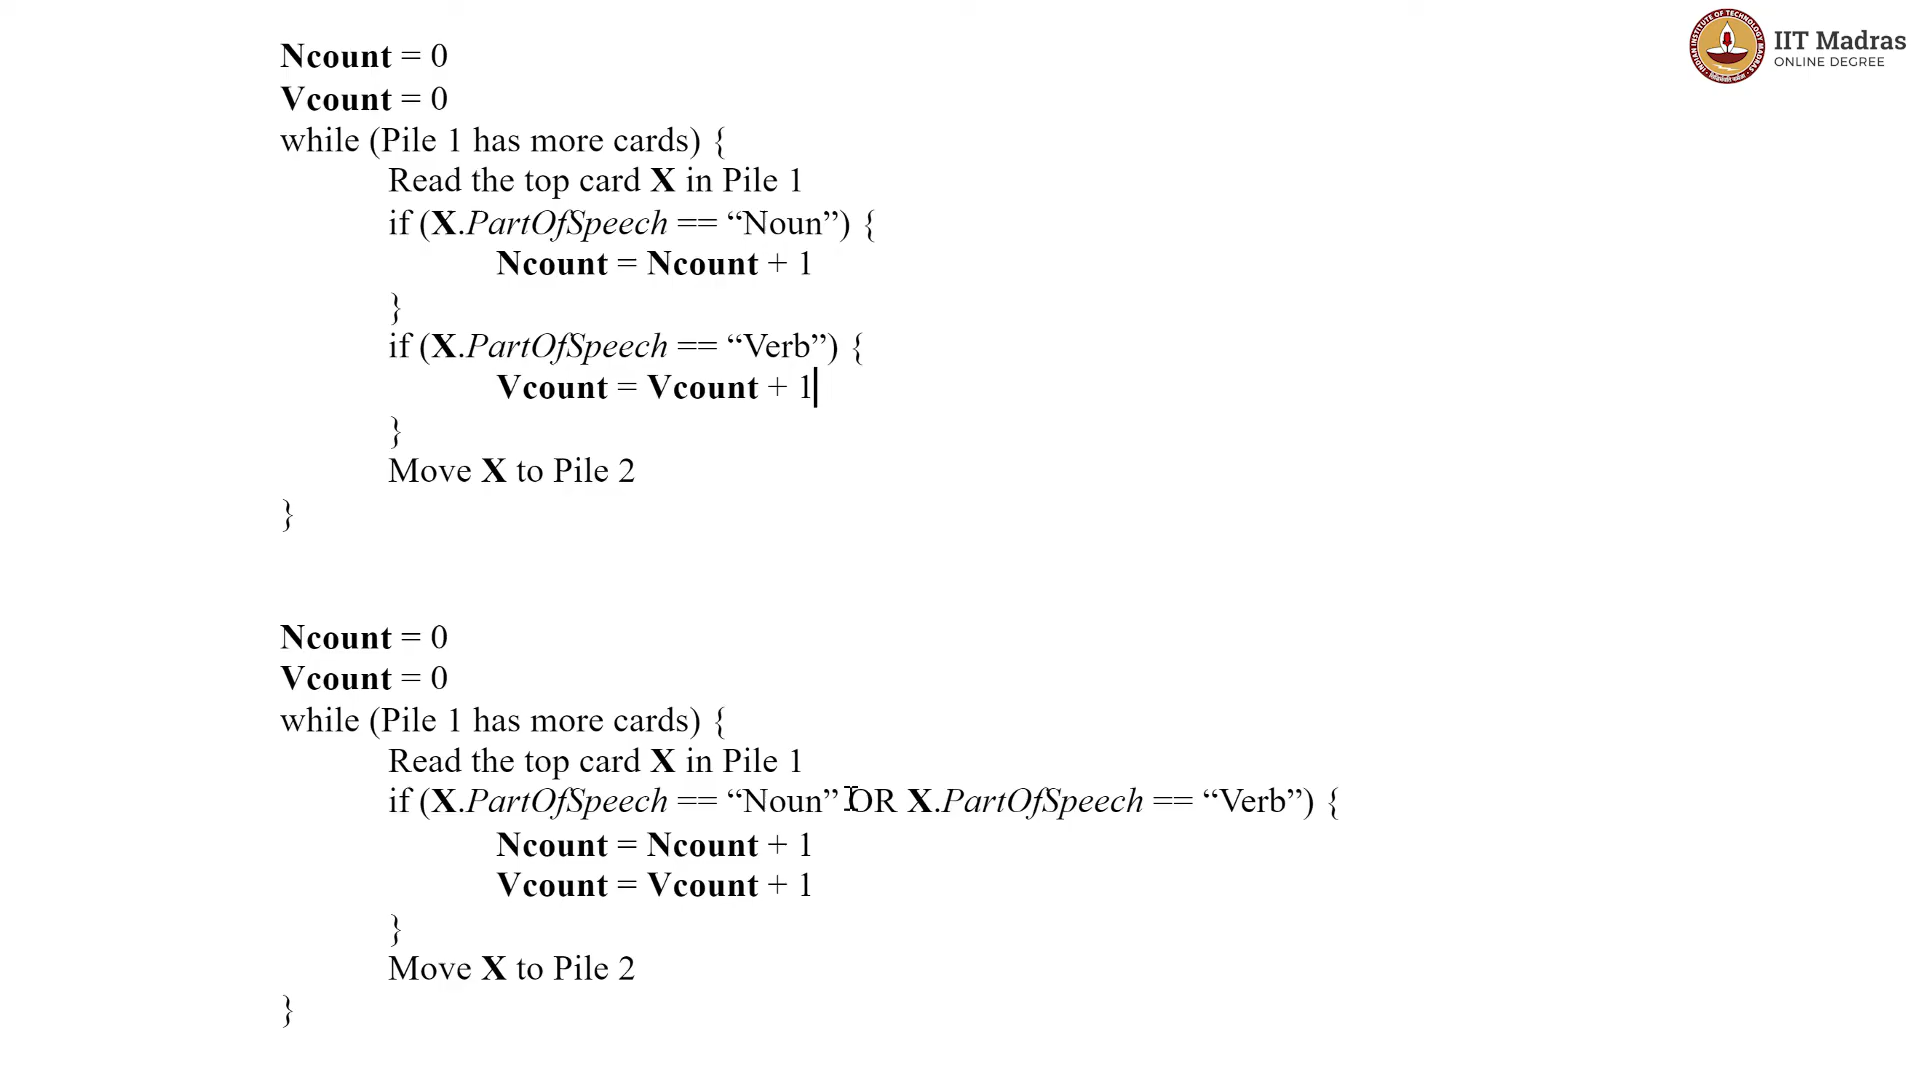 IIT Madras
ONLINE DEGREE
Ncount = 0
Vcount = 0
while (Pile 1 has more cards) {
Read the top card X in Pile 1
if (X.PartOfSpeech == “Noun”) {
Ncount = Ncount + 1
}
if (X.PartOfSpeech == “Verb”) {
Vcount = Vcount + 1
}
Move X to Pile 2
}
Ncount = 0
Vcount = 0
while (Pile 1 has more cards) {
Read the top card X in Pile 1
if (X.PartOfSpeech == “Noun” OR X.PartOfSpeech == “Verb”) {
Ncount = Ncount + 1
Vcount = Vcount + 1
}
Move X to Pile 2
}